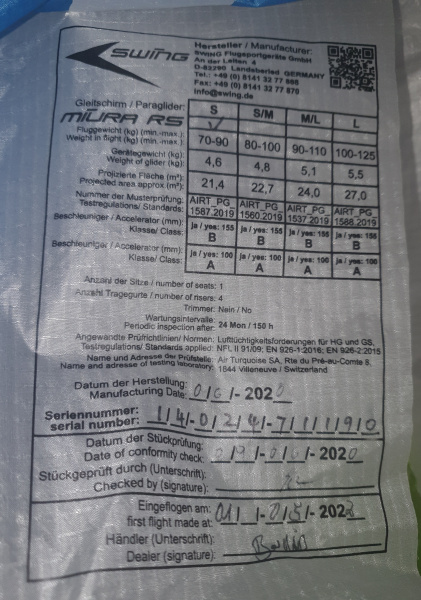 SWING
Hersteller / Manufacturer:
SWING Flugsportgeräte GmbH
An der Leiten 4
D-82290 Landsberied GERMANY
Tel.: +49 (0) 8141 32 77 888
Fax: +49 (0) 8141 32 77 870
info@swing.de
Gleitschirm / Paraglider: S S/M M/L L
MIURA RS ✓
Fluggewicht (kg) (min.-max.):
Weight in flight (kg) (min.-max.): 70-90 80-100 90-110 100-125
Gerätegewicht (kg):
Weight of glider (kg): 4,6 4,8 5,1 5,5
Projizierte Fläche (m²):
Projected area approx. (m²): 21,4 22,7 24,0 27,0
Nummer der Musterprüfung: AIRT_PG_ AIRT_PG_ AIRT_PG_ AIRT_PG_
Testregulations/ Standards: 1587.2019 1560.2019 1537.2019 1588.2019
Beschleuniger / Accelerator (mm): ja / yes: 155 ja / yes: 155 ja / yes: 155 ja / yes: 155
Klasse/ Class: B B B B
Beschleuniger / Accelerator (mm): ja / yes: 100 ja / yes: 100 ja / yes: 100 ja / yes: 100
Klasse/ Class: A A A A
Anzahl der Sitze / number of seats: 1
Anzahl Tragegurte / number of risers: 4
Trimmer: Nein / No
Wartungsintervalle:
Periodic inspection after: 24 Mon / 150 h
Angewandte Prüfrichtlinien/ Normen: Lufttüchtigkeitsforderungen für HG und GS,
Testregulations/ Standards applied: NFL II 91/09; EN 926-1:2016; EN 926-2:2015
Name und Adresse der Prüfstelle: Air Turquoise SA, Rte du Pré-au-Comte 8,
Name and adress of testing laboratory: 1844 Villeneuve / Switzerland
Datum der Herstellung:
Manufacturing Date: 2020
Seriennummer:
serial number:
Datum der Stückprüfung:
Date of conformity check: 2020
Stückgeprüft durch (Unterschrift):
Checked by (signature):
Eingeflogen am:
first flight made at:
Händler (Unterschrift):
Dealer (signature):